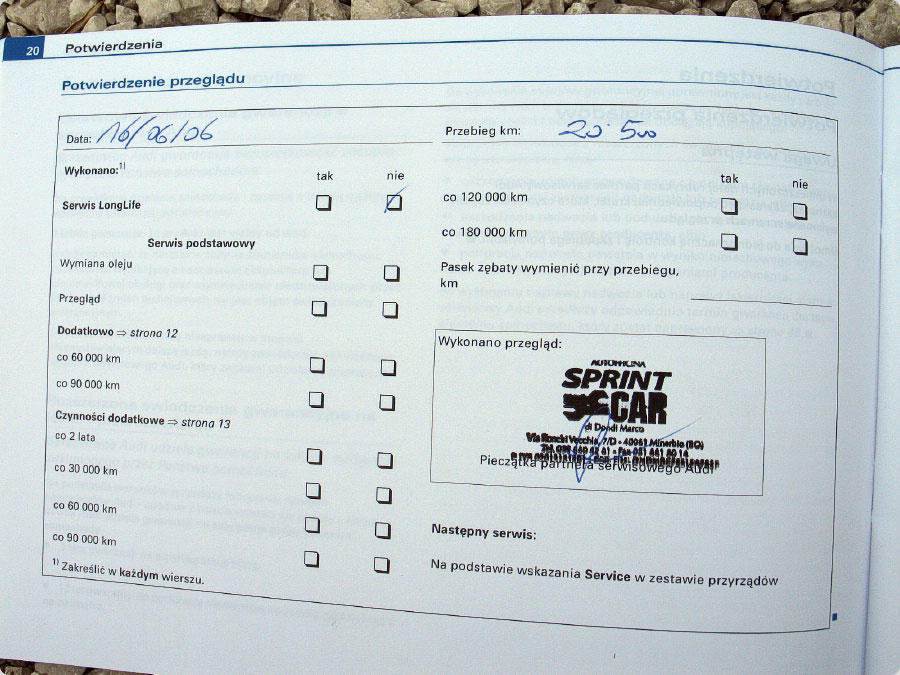 20 Potwierdzenia
Potwierdzenie przeglądu
Data: 16/06/06
Przebieg km: 20 500
Wykonano:¹⁾
tak nie
Serwis LongLife
Serwis podstawowy
Wymiana oleju
Przegląd
Dodatkowo ⇒ strona 12
co 60 000 km
co 90 000 km
Czynności dodatkowe ⇒ strona 13
co 2 lata
co 30 000 km
co 60 000 km
co 90 000 km
¹⁾ Zakreślić w każdym wierszu.
tak nie
co 120 000 km
co 180 000 km
Pasek zębaty wymienić przy przebiegu,
km
Wykonano przegląd:
AUTOFFICINA
SPRINT
CAR
di Dondi Marco
Via Ronchi Vecchia, 7/D • 40061 Minerbio (BO)
Pieczątka partnera serwisowego Audi
Następny serwis:
Na podstawie wskazania Service w zestawie przyrządów